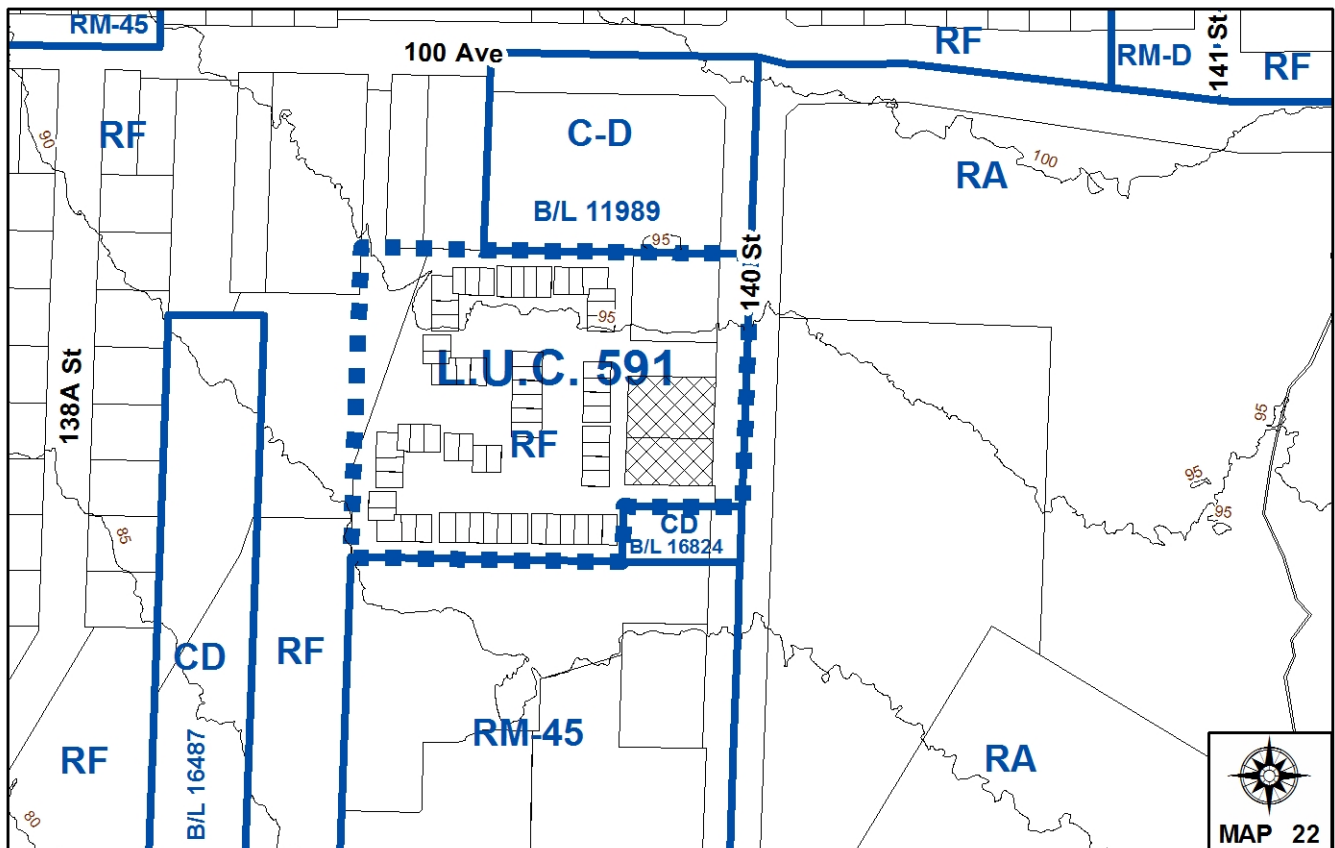 RM-45
100 Ave
RF
RM-D
141 St
RF
90
RF
C-D
100
RA
B/L 11989
95
140 St
95
138A St
L.U.C. 591
RF
95
95
95
85
CD
B/L 16824
CD
RF
B/L 16487
RM-45
RF
RA
80
MAP 22